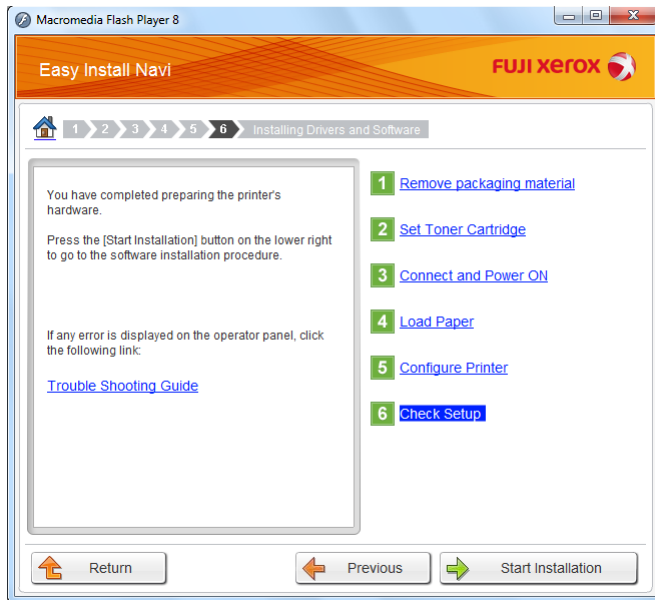 Macromedia Flash Player 8
Easy Install Navi
FUJI xerox
1 2 3 4 5 6 Installing Drivers and Software
You have completed preparing the printer's
hardware.
Press the [Start Installation] button on the lower right
to go to the software installation procedure.
If any error is displayed on the operator panel, click
the following link:
Trouble Shooting Guide
1 Remove packaging material
2 Set Toner Cartridge
3 Connect and Power ON
4 Load Paper
5 Configure Printer
6 Check Setup
Return
Previous
Start Installation